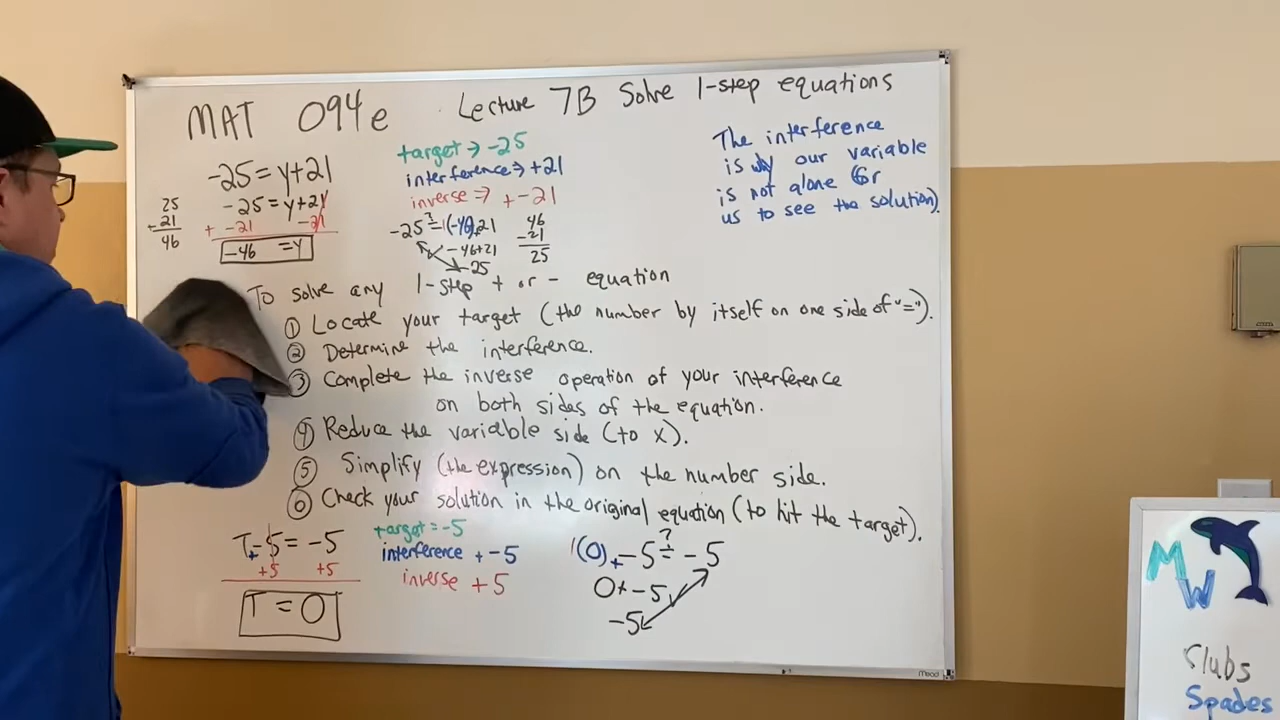 MAT 094e Lecture 7B Solve 1-step equations
-25 = y+21
-25 = y+21
+ -21 -21
-46 = y
25
+ 21
46
target → -25
interference → +21
inverse → + -21
-25 ?= 1(-46)+21
-46+21
-25
46
-21
25
The interference
is why our variable
is not alone (for
us to see the solution).
To solve any 1-step + or - equation
① Locate your target (the number by itself on one side of "=").
② Determine the interference.
③ Complete the inverse operation of your interference
on both sides of the equation.
④ Reduce the variable side (to x).
⑤ Simplify (the expression) on the number side.
⑥ Check your solution in the original equation (to hit the target).
T-5 = -5
+5 +5
T = 0
target = -5
interference + -5
inverse +5
1(0)+-5 ?= -5
0+-5
-5
Mead
MW
Clubs
Spades